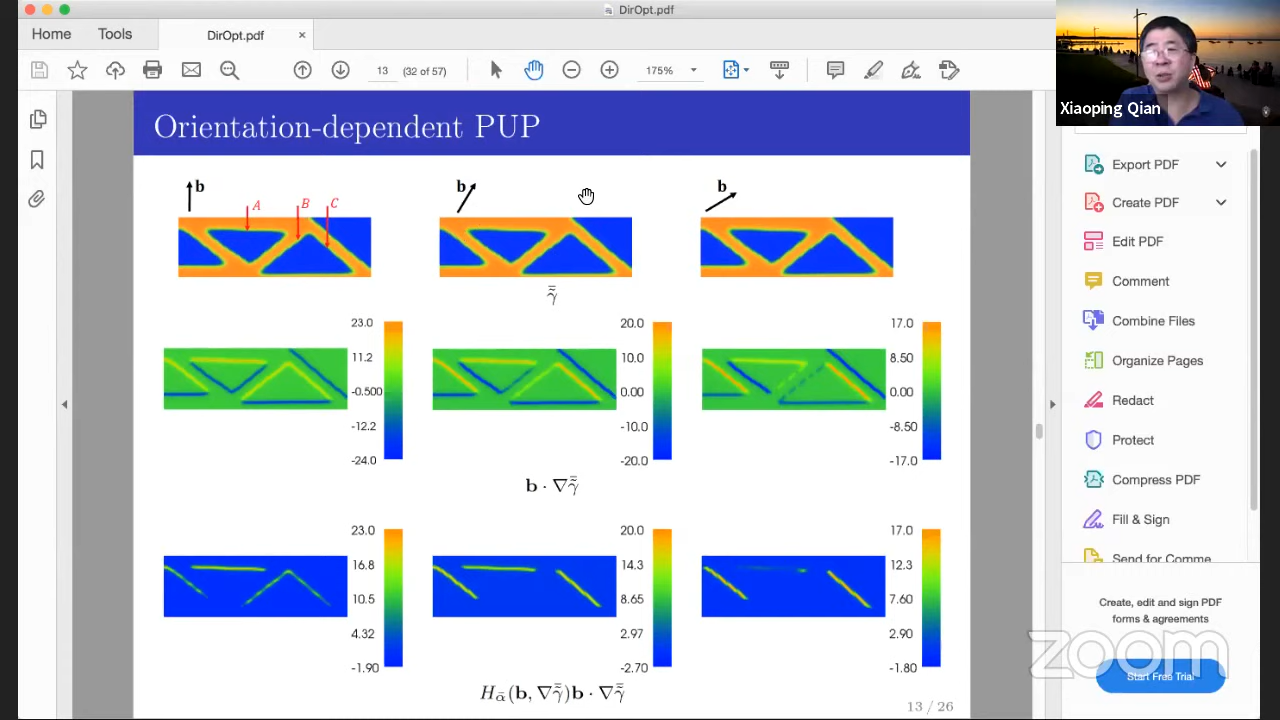 DirOpt.pdf
Home
Tools
DirOpt.pdf
×
13
(32 of 57)
175%
Xiaoping Qian
Orientation-dependent PUP
b
A
B
C
b
b
γ̿̃
23.0
11.2
-0.500
-12.2
-24.0
20.0
10.0
0.00
-10.0
-20.0
17.0
8.50
0.00
-8.50
-17.0
b · ∇γ̿̃
23.0
16.8
10.5
4.32
-1.90
20.0
14.3
8.65
2.97
-2.70
17.0
12.3
7.60
2.90
-1.80
H_ᾱ(b, ∇γ̿̃)b · ∇γ̿̃
13 / 26
Export PDF
Create PDF
Edit PDF
Comment
Combine Files
Organize Pages
Redact
Protect
Compress PDF
Fill & Sign
Send for Comme
Create, edit and sign PDF
forms & agreements
Start Free Trial
zoom